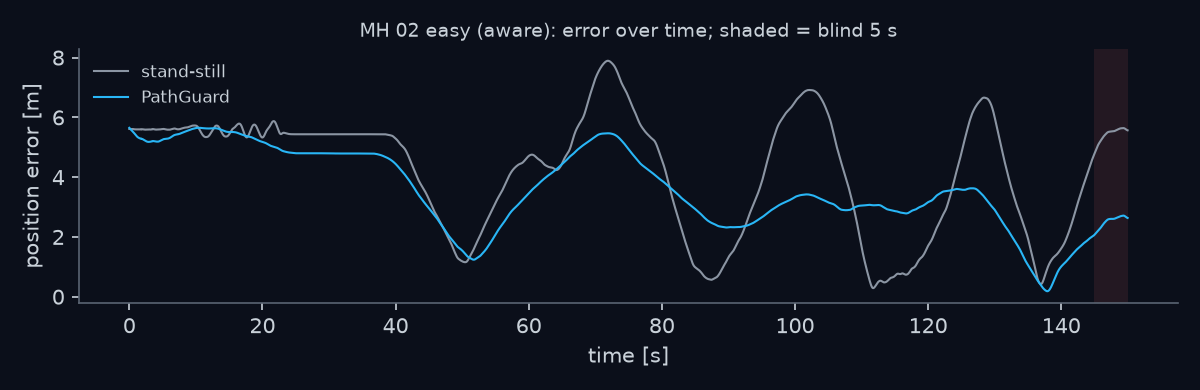 MH 02 easy (aware): error over time; shaded = blind 5 s
position error [m]
8
6
4
2
0
stand-still
PathGuard
0 20 40 60 80 100 120 140
time [s]